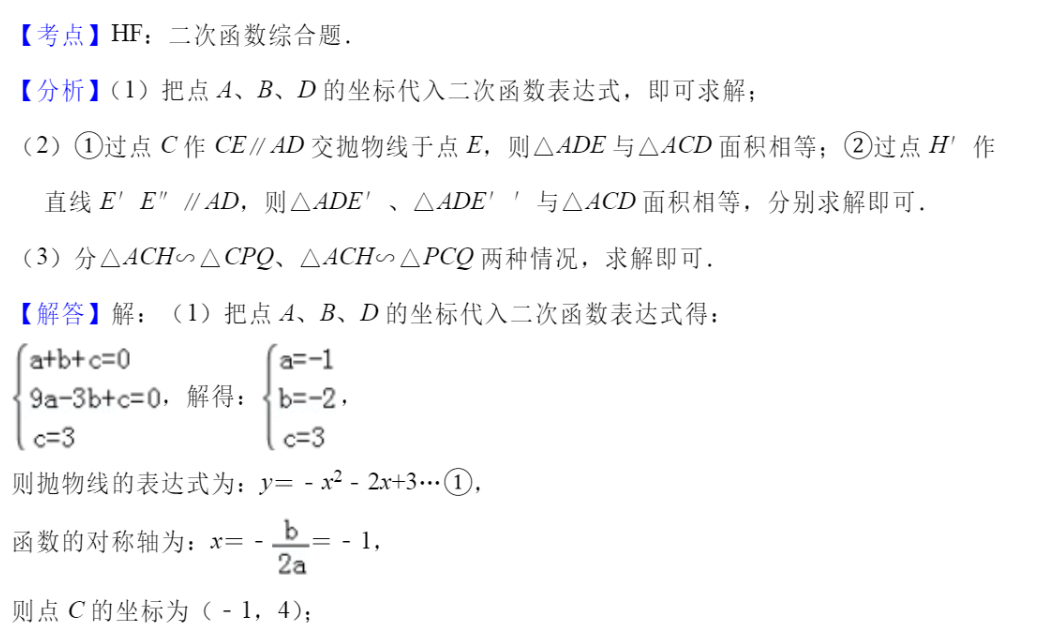 【考点】HF：二次函数综合题．
【分析】（1）把点 A、B、D 的坐标代入二次函数表达式，即可求解；
（2）①过点 C 作 CE∥AD 交抛物线于点 E，则△ADE 与△ACD 面积相等；②过点 H′ 作
直线 E′ E″ ∥AD，则△ADE′ 、△ADE′ ′ 与△ACD 面积相等，分别求解即可．
（3）分△ACH∽△CPQ、△ACH∽△PCQ 两种情况，求解即可．
【解答】解：（1）把点 A、B、D 的坐标代入二次函数表达式得：
{a+b+c=0 9a-3b+c=0 c=3，解得：{a=-1 b=-2 c=3，
则抛物线的表达式为：y=﹣x²﹣2x+3…①，
函数的对称轴为：x=﹣b/2a=﹣1，
则点 C 的坐标为（﹣1，4）；